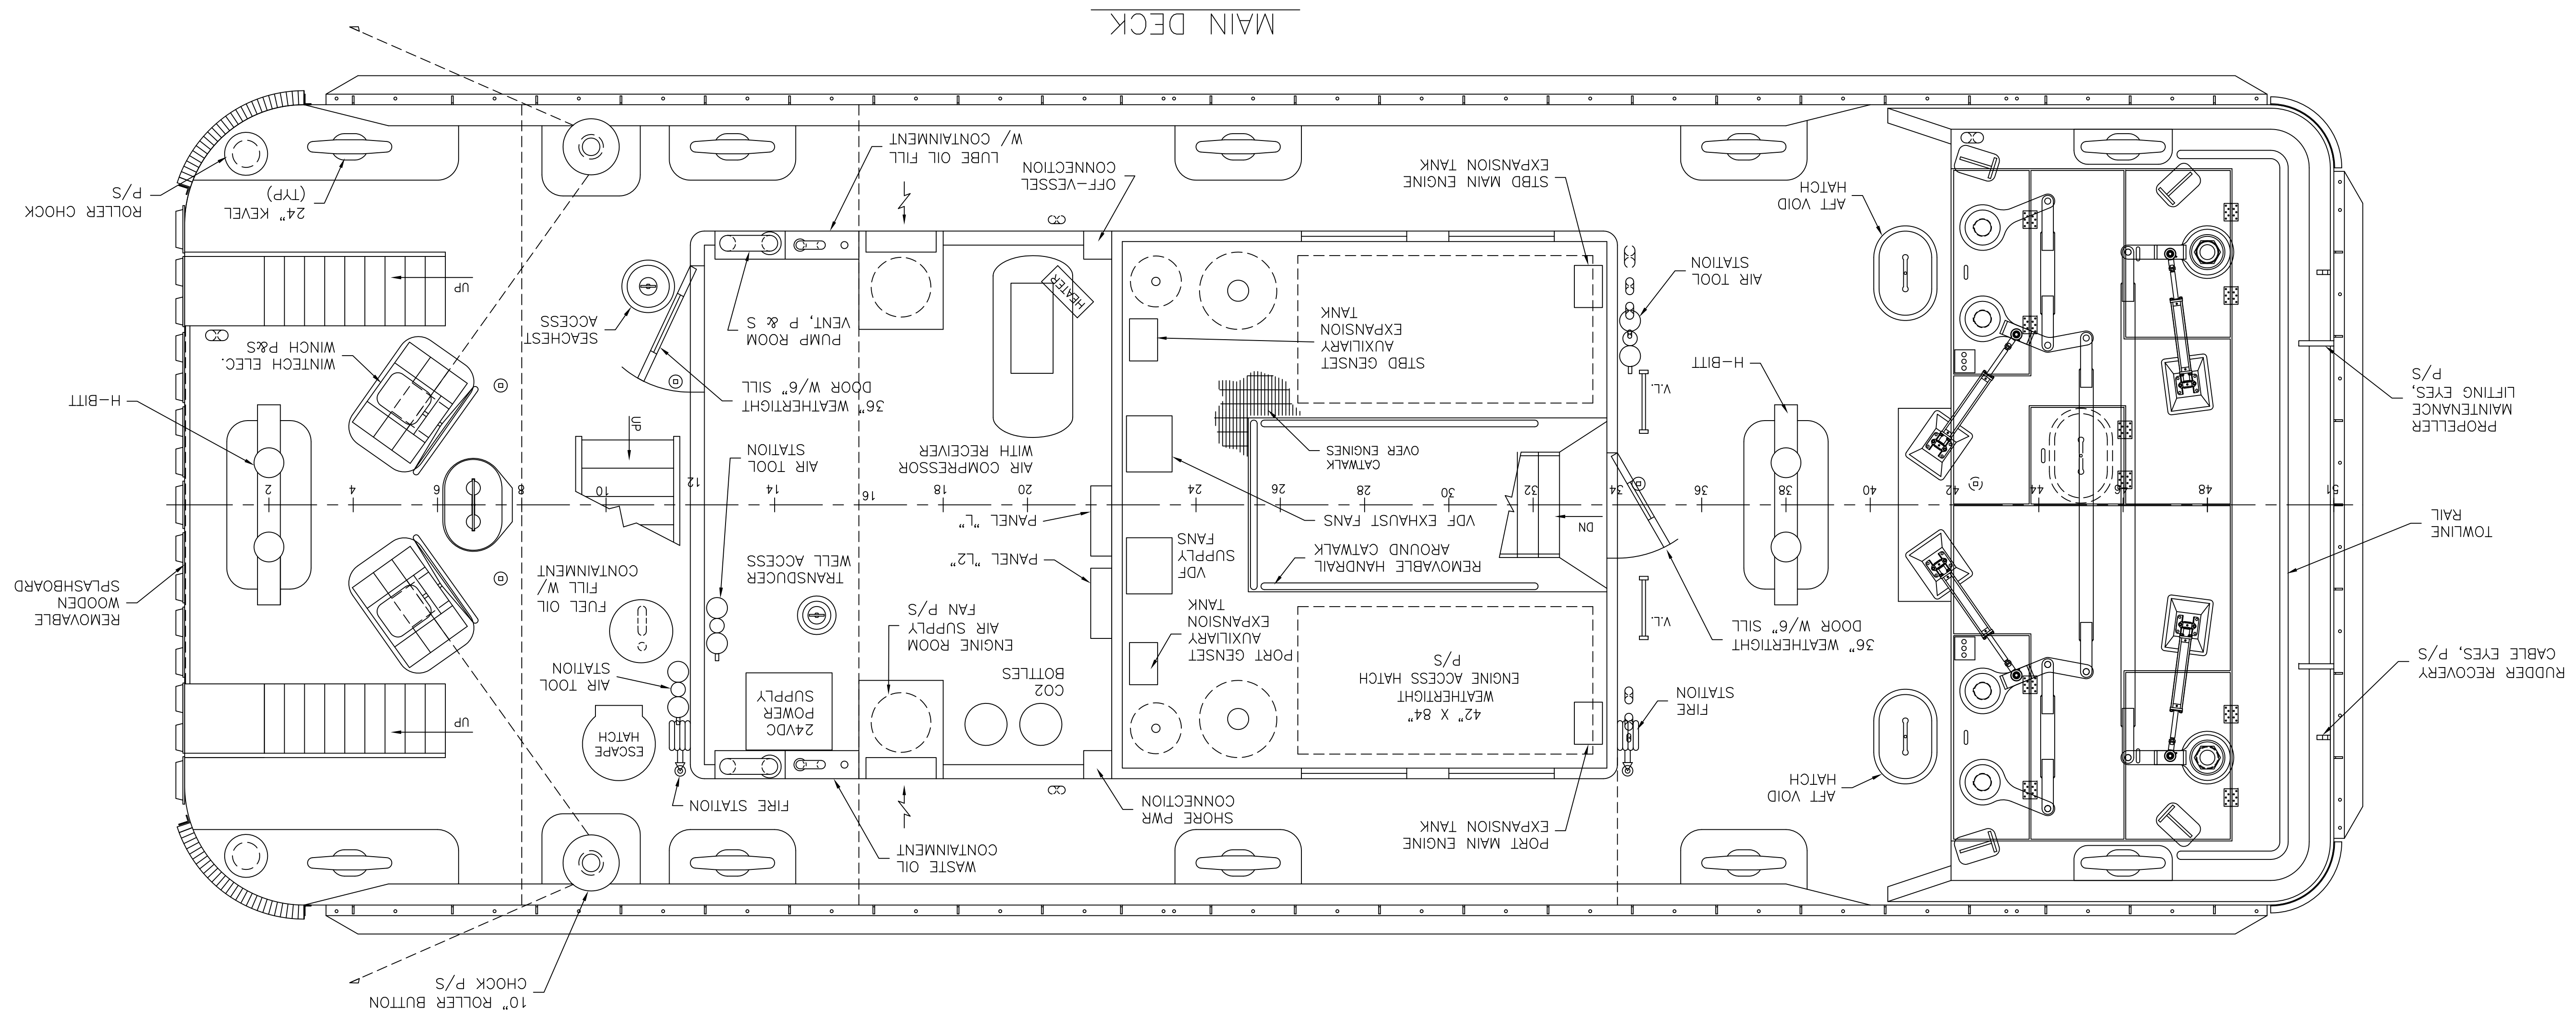 10" ROLLER BUTTON
CHOCK P/S
PORT MAIN ENGINE
EXPANSION TANK
SHORE PWR
CONNECTION
WASTE OIL
CONTAINMENT
AFT VOID
HATCH
FIRE STATION
FIRE
STATION
42" X 84"
WEATHERTIGHT
ENGINE ACCESS HATCH
P/S
CO2
BOTTLES
24VDC
POWER
SUPPLY
ESCAPE
HATCH
UP
AIR TOOL
STATION
RUDDER RECOVERY
CABLE EYES, P/S
36" WEATHERTIGHT
DOOR W/6" SILL
V.L.
PORT GENSET
AUXILIARY
EXPANSION
TANK
ENGINE ROOM
AIR SUPPLY
FAN P/S
FUEL OIL
FILL W/
CONTAINMENT
REMOVABLE
WOODEN
SPLASHBOARD
REMOVABLE HANDRAIL
AROUND CATWALK
VDF
SUPPLY
FANS
PANEL "L2"
TRANSDUCER
WELL ACCESS
TOWLINE
RAIL
DN
VDF EXHAUST FANS
PANEL "L"
51
48
46
44
42
40
38
36
34
32
30
28
26
24
20
18
16
14
12
10
8
6
4
2
CATWALK
OVER ENGINES
AIR COMPRESSOR
WITH RECEIVER
AIR TOOL
STATION
UP
H-BITT
PROPELLER
MAINTENANCE
LIFTING EYES,
P/S
V.L.
H-BITT
STBD GENSET
AUXILIARY
EXPANSION
TANK
36" WEATHERTIGHT
DOOR W/6" SILL
WINTECH ELEC.
WINCH P&S
PUMP ROOM
VENT, P & S
SEACHEST
ACCESS
AIR TOOL
STATION
HEATER
UP
AFT VOID
HATCH
STBD MAIN ENGINE
EXPANSION TANK
OFF-VESSEL
CONNECTION
LUBE OIL FILL
W/ CONTAINMENT
24" KEVEL
(TYP)
ROLLER CHOCK
P/S
MAIN DECK